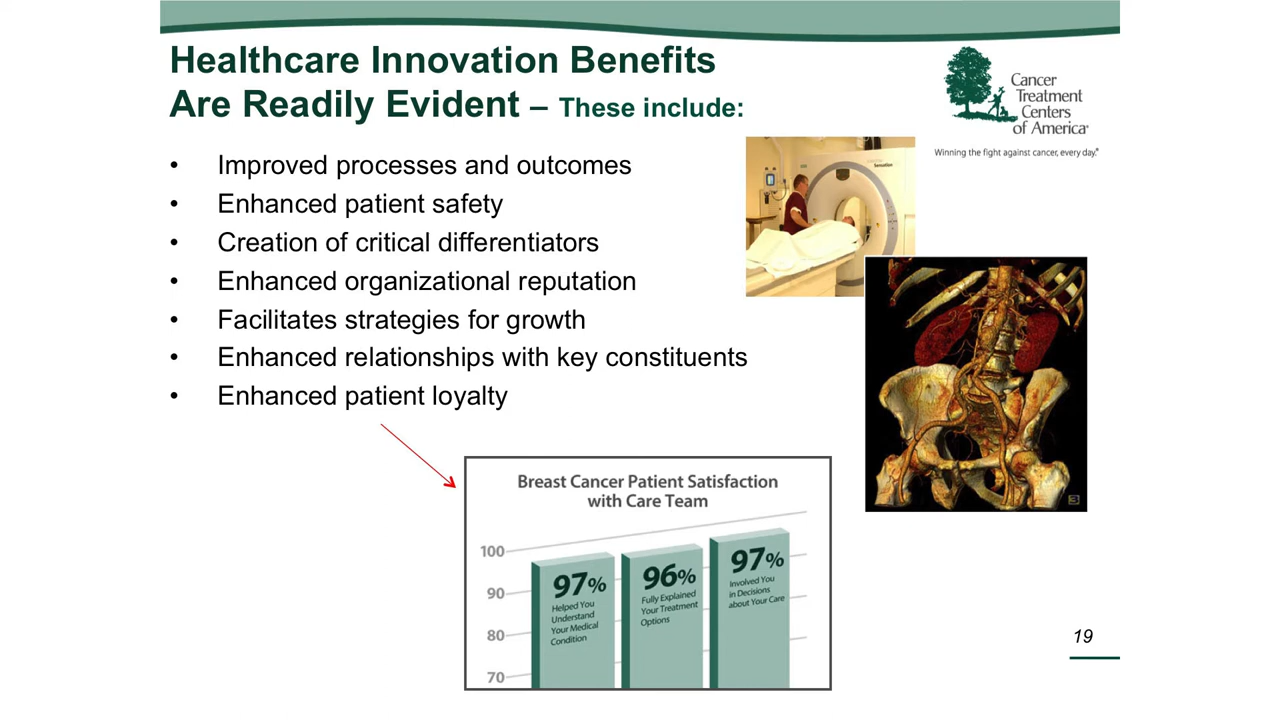 Healthcare Innovation Benefits
Are Readily Evident – These include:
Cancer
Treatment
Centers
of America®
Winning the fight against cancer, every day.®
• Improved processes and outcomes
• Enhanced patient safety
• Creation of critical differentiators
• Enhanced organizational reputation
• Facilitates strategies for growth
• Enhanced relationships with key constituents
• Enhanced patient loyalty
Sensation
Breast Cancer Patient Satisfaction
with Care Team
100
90
80
70
97%
Helped You
Understand
Your Medical
Condition
96%
Fully Explained
Your Treatment
Options
97%
Involved You
in Decisions
about Your Care
19